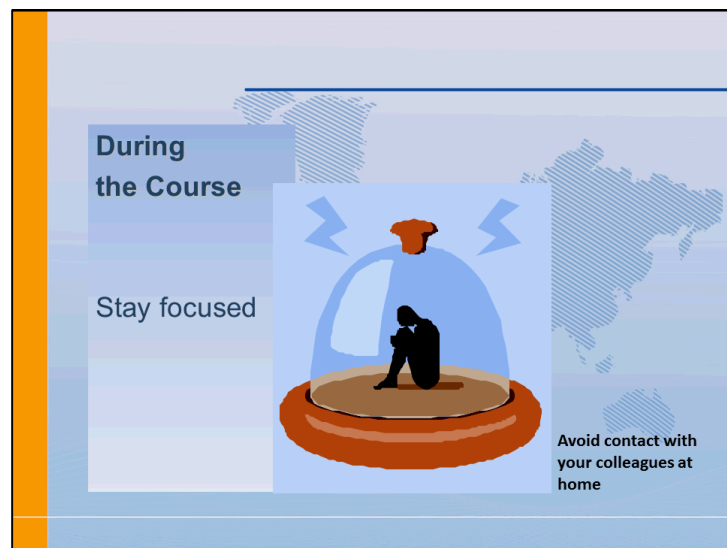 During
the Course
Stay focused
Avoid contact with
your colleagues at
home